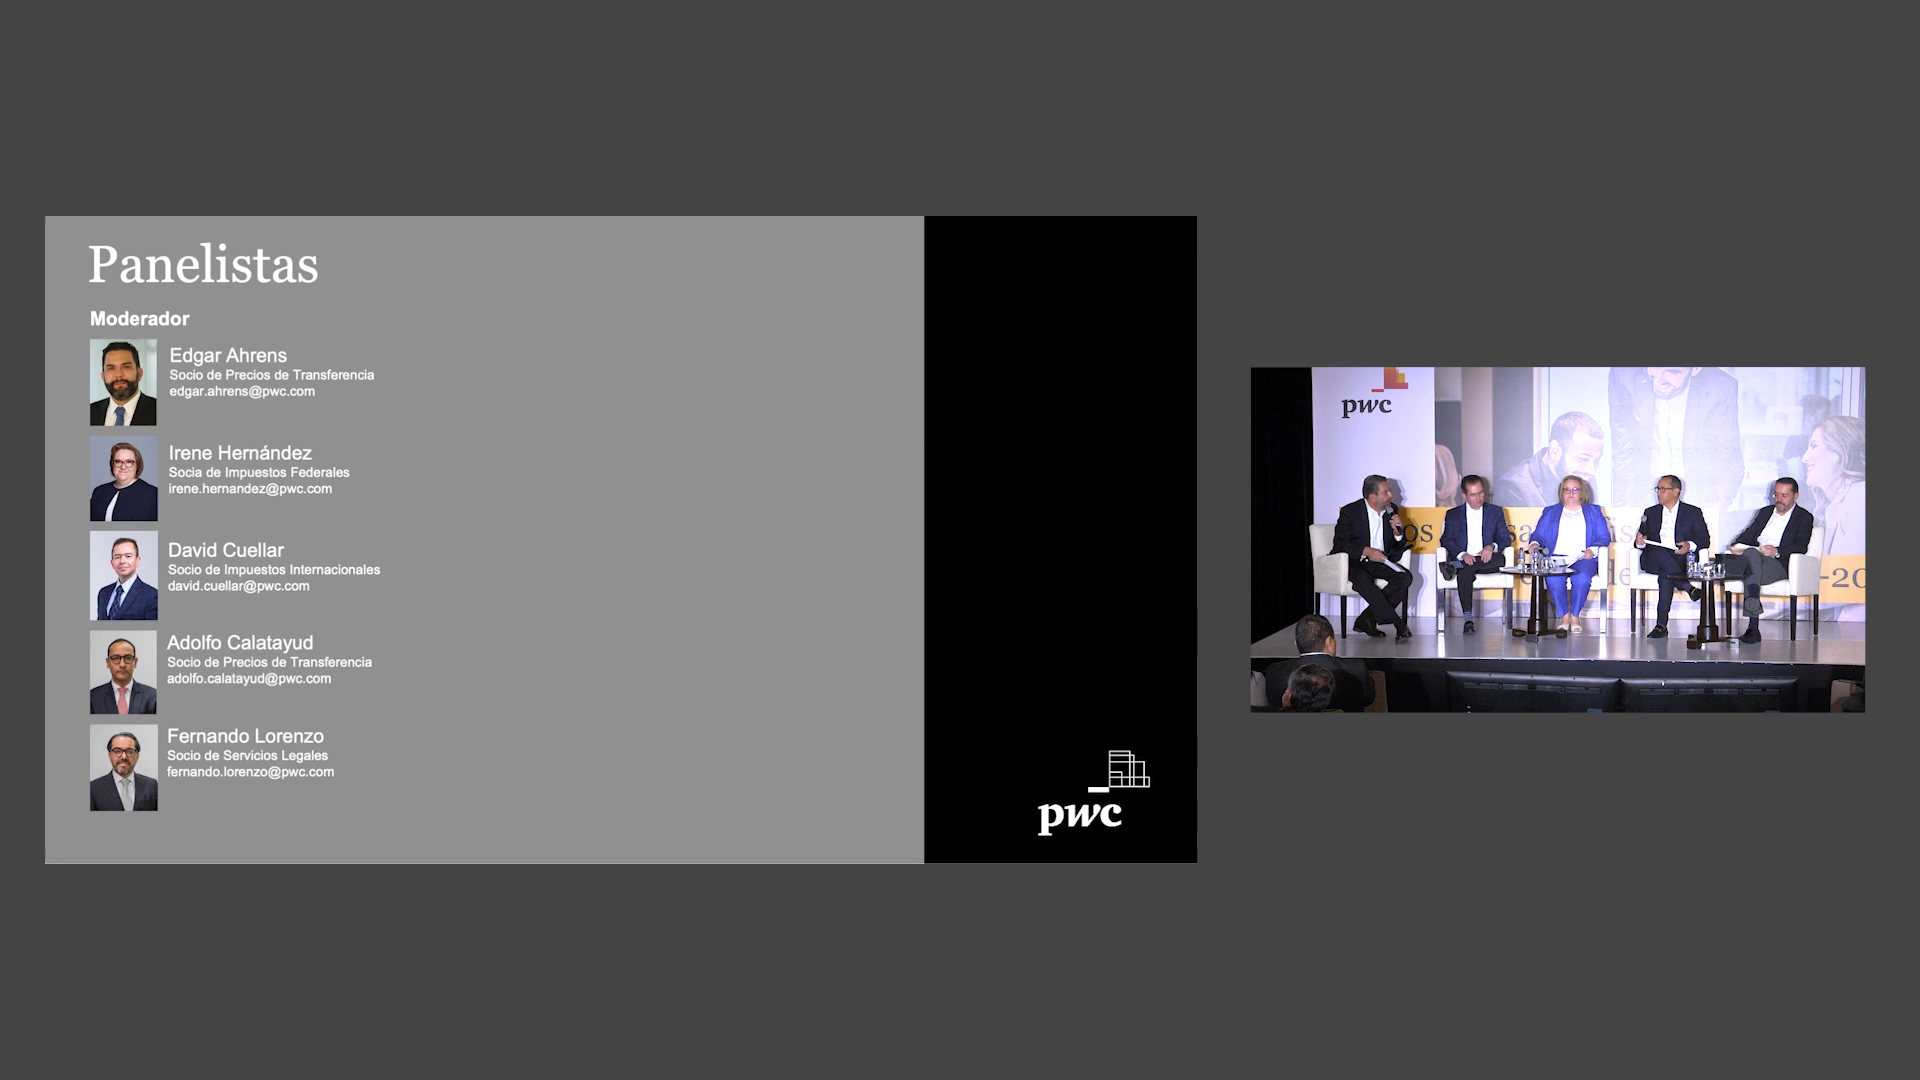 Panelistas
Moderador
Edgar Ahrens
Socio de Precios de Transferencia
edgar.ahrens@pwc.com
Irene Hernández
Socia de Impuestos Federales
irene.hernandez@pwc.com
David Cuellar
Socio de Impuestos Internacionales
david.cuellar@pwc.com
Adolfo Calatayud
Socio de Precios de Transferencia
adolfo.calatayud@pwc.com
Fernando Lorenzo
Socio de Servicios Legales
fernando.lorenzo@pwc.com
pwc
pwc